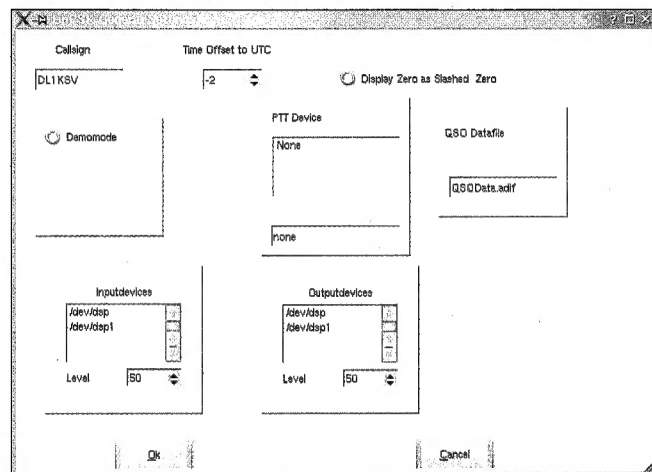 Callsign
Time Offset to UTC
DL1KSV
-2
Display Zero as Slashed Zero
Demomode
PTT Device
None
none
QSO Datafile
QSOData.adif
Inputdevices
/dev/dsp
/dev/dsp1
Level
50
Outputdevices
/dev/dsp
/dev/dsp1
Level
50
Ok
Cancel